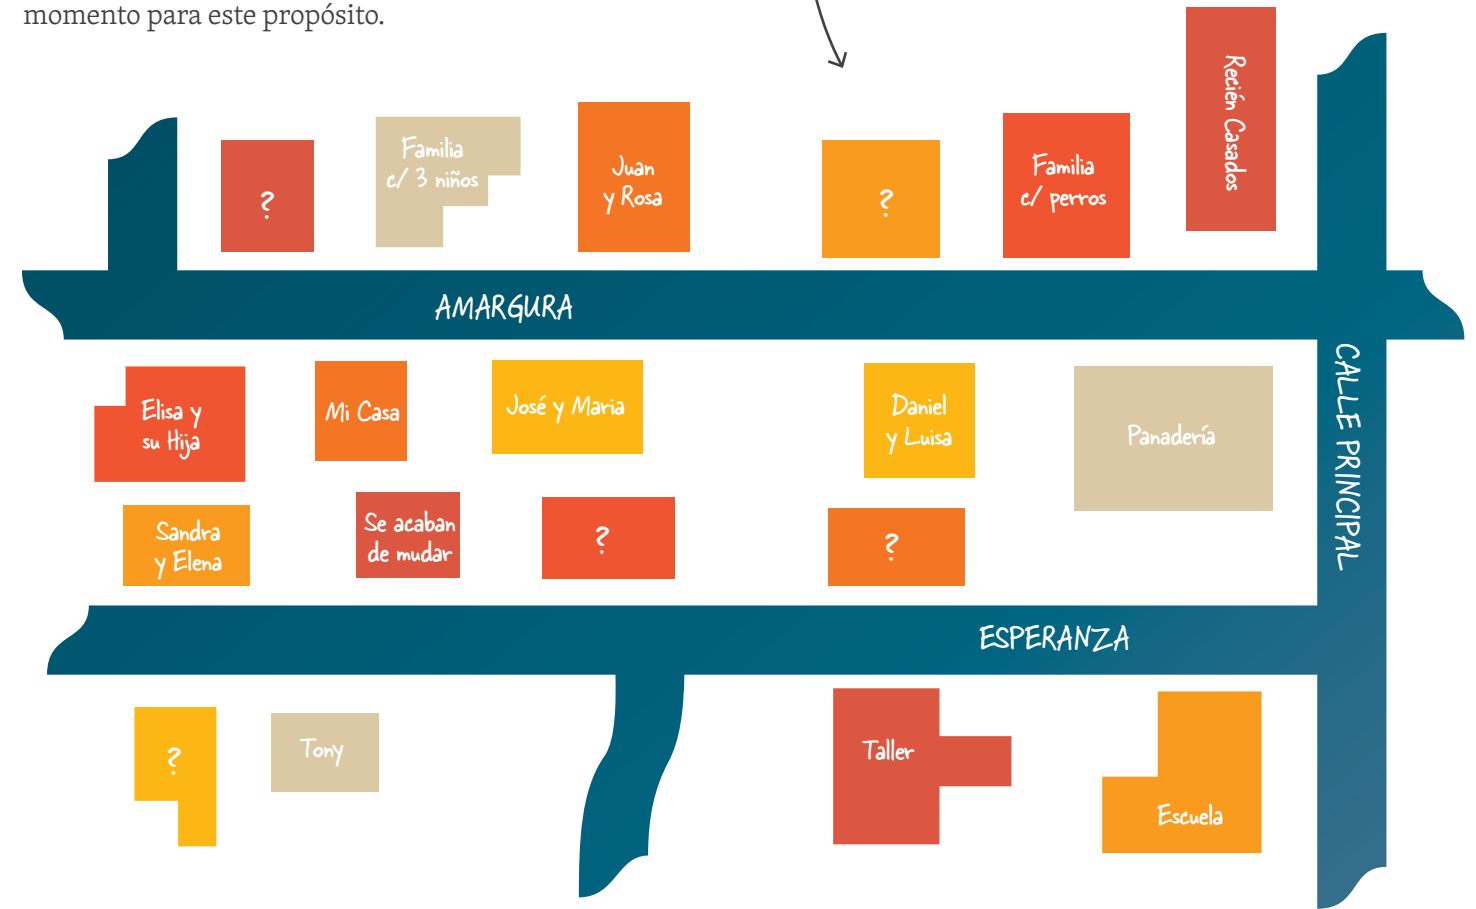 momento para este propósito.
Recién Casados
?
Familia
c/ 3 niños
Juan
y Rosa
?
Familia
c/ perros
AMARGURA
CALLE PRINCIPAL
Elisa y
su Hija
Mi Casa
José y Maria
Daniel
y Luisa
Panadería
Sandra
y Elena
Se acaban
de mudar
?
?
ESPERANZA
?
Tony
Taller
Escuela